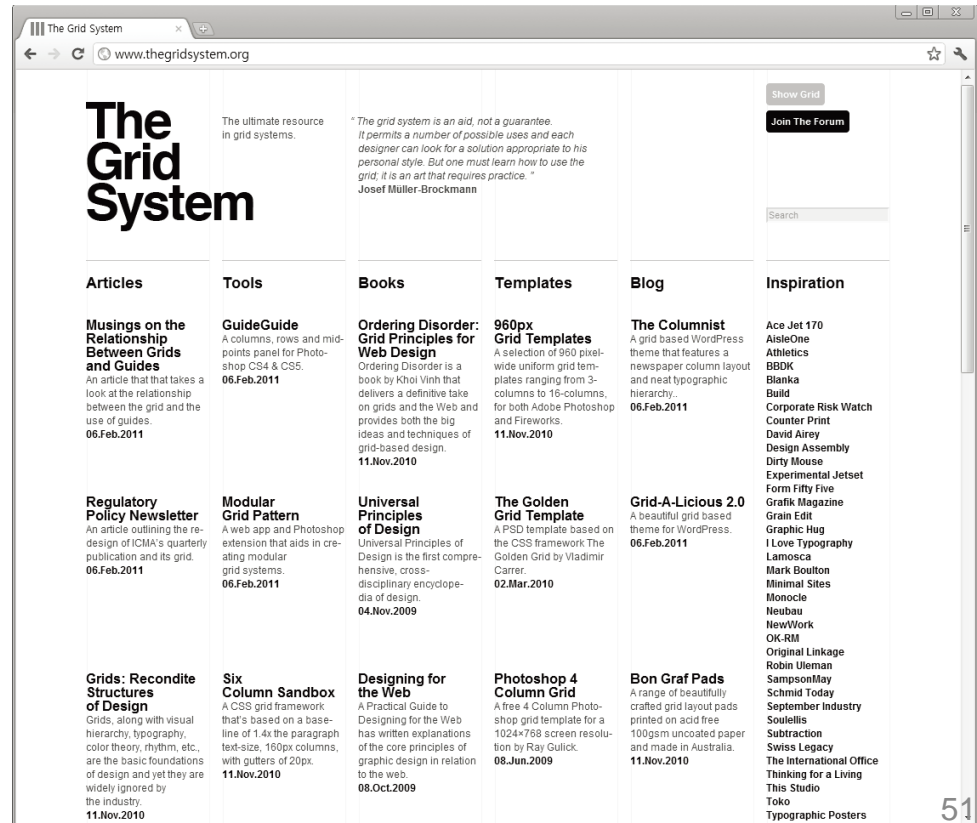 The Grid System
www.thegridsystem.org
Show Grid
Join The Forum
The
Grid
System
The ultimate resource
in grid systems.
“ The grid system is an aid, not a guarantee.
It permits a number of possible uses and each
designer can look for a solution appropriate to his
personal style. But one must learn how to use the
grid; it is an art that requires practice. ”
Josef Müller-Brockmann
Search
Articles
Musings on the
Relationship
Between Grids
and Guides
An article that that takes a
look at the relationship
between the grid and the
use of guides.
06.Feb.2011
Regulatory
Policy Newsletter
An article outlining the re-
design of ICMA's quarterly
publication and its grid.
06.Feb.2011
Grids: Recondite
Structures
of Design
Grids, along with visual
hierarchy, typography,
color theory, rhythm, etc.,
are the basic foundations
of design and yet they are
widely ignored by
the industry.
11.Nov.2010
Tools
GuideGuide
A columns, rows and mid-
points panel for Photo-
shop CS4 & CS5.
06.Feb.2011
Modular
Grid Pattern
A web app and Photoshop
extension that aids in cre-
ating modular
grid systems.
06.Feb.2011
Six
Column Sandbox
A CSS grid framework
that's based on a base-
line of 1.4x the paragraph
text-size, 160px columns,
with gutters of 20px.
11.Nov.2010
Books
Ordering Disorder:
Grid Principles for
Web Design
Ordering Disorder is a
book by Khoi Vinh that
delivers a definitive take
on grids and the Web and
provides both the big
ideas and techniques of
grid-based design.
11.Nov.2010
Universal
Principles
of Design
Universal Principles of
Design is the first compre-
hensive, cross-
disciplinary encyclope-
dia of design.
04.Nov.2009
Designing for
the Web
A Practical Guide to
Designing for the Web
has written explanations
of the core principles of
graphic design in relation
to the web.
08.Oct.2009
Templates
960px
Grid Templates
A selection of 960 pixel-
wide uniform grid tem-
plates ranging from 3-
columns to 16-columns,
for both Adobe Photoshop
and Fireworks.
11.Nov.2010
The Golden
Grid Template
A PSD template based on
the CSS framework The
Golden Grid by Vladimir
Carrer.
02.Mar.2010
Photoshop 4
Column Grid
A free 4 Column Photo-
shop grid template for a
1024×768 screen resolu-
tion by Ray Gulick.
08.Jun.2009
Blog
The Columnist
A grid based WordPress
theme that features a
newspaper column layout
and neat typographic
hierarchy..
06.Feb.2011
Grid-A-Licious 2.0
A beautiful grid based
theme for WordPress.
06.Feb.2011
Bon Graf Pads
A range of beautifully
crafted grid layout pads
printed on acid free
100gsm uncoated paper
and made in Australia.
11.Nov.2010
Inspiration
Ace Jet 170
AisleOne
Athletics
BBDK
Blanka
Build
Corporate Risk Watch
Counter Print
David Airey
Design Assembly
Dirty Mouse
Experimental Jetset
Form Fifty Five
Grafik Magazine
Grain Edit
Graphic Hug
I Love Typography
Lamosca
Mark Boulton
Minimal Sites
Monocle
Neubau
NewWork
OK-RM
Original Linkage
Robin Uleman
SampsonMay
Schmid Today
September Industry
Soulellis
Subtraction
Swiss Legacy
The International Office
Thinking for a Living
This Studio
Toko
Typographic Posters
51